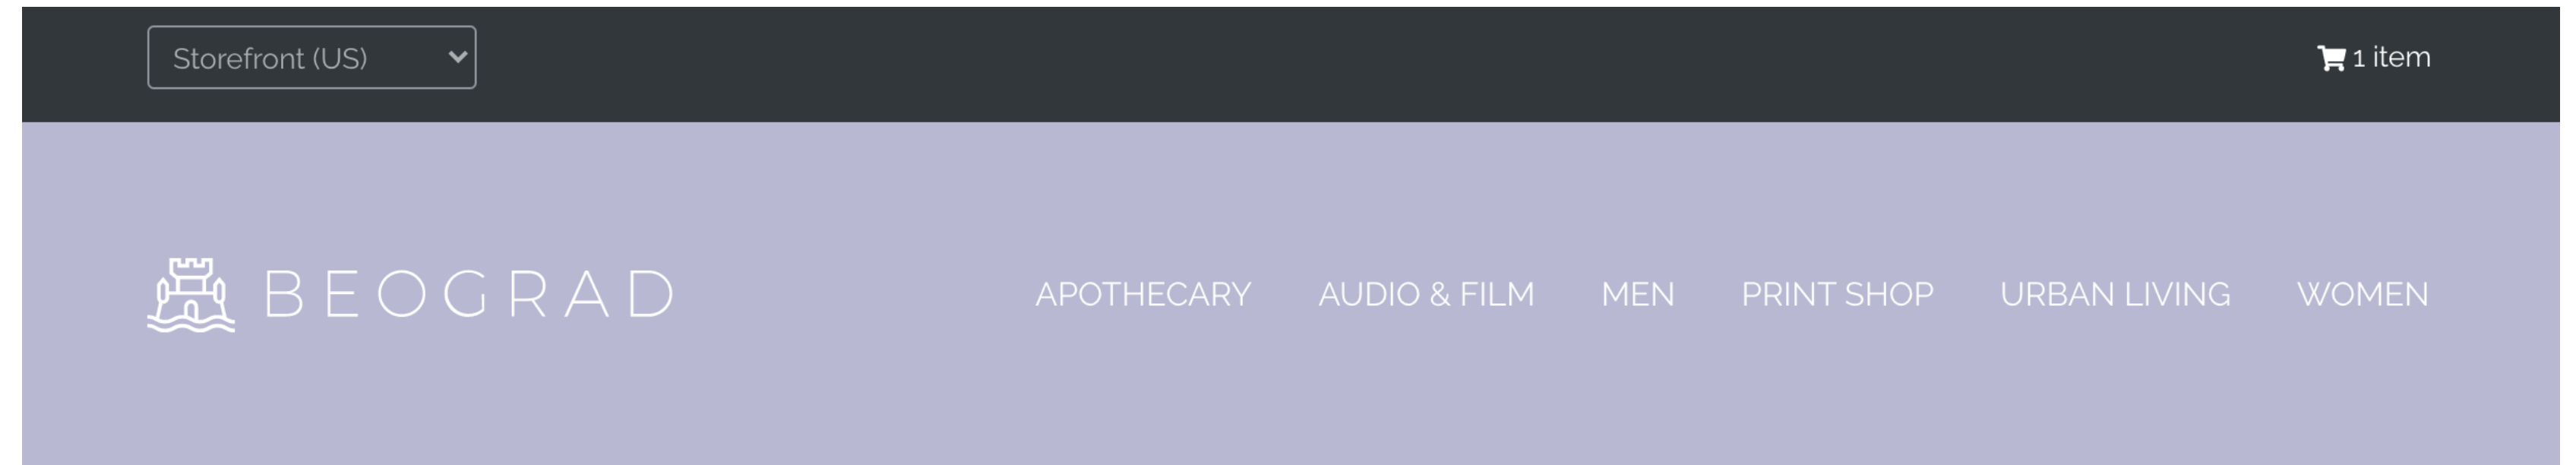 Storefront (US)
1 item
BEOGRAD
APOTHECARY AUDIO & FILM MEN PRINT SHOP URBAN LIVING WOMEN